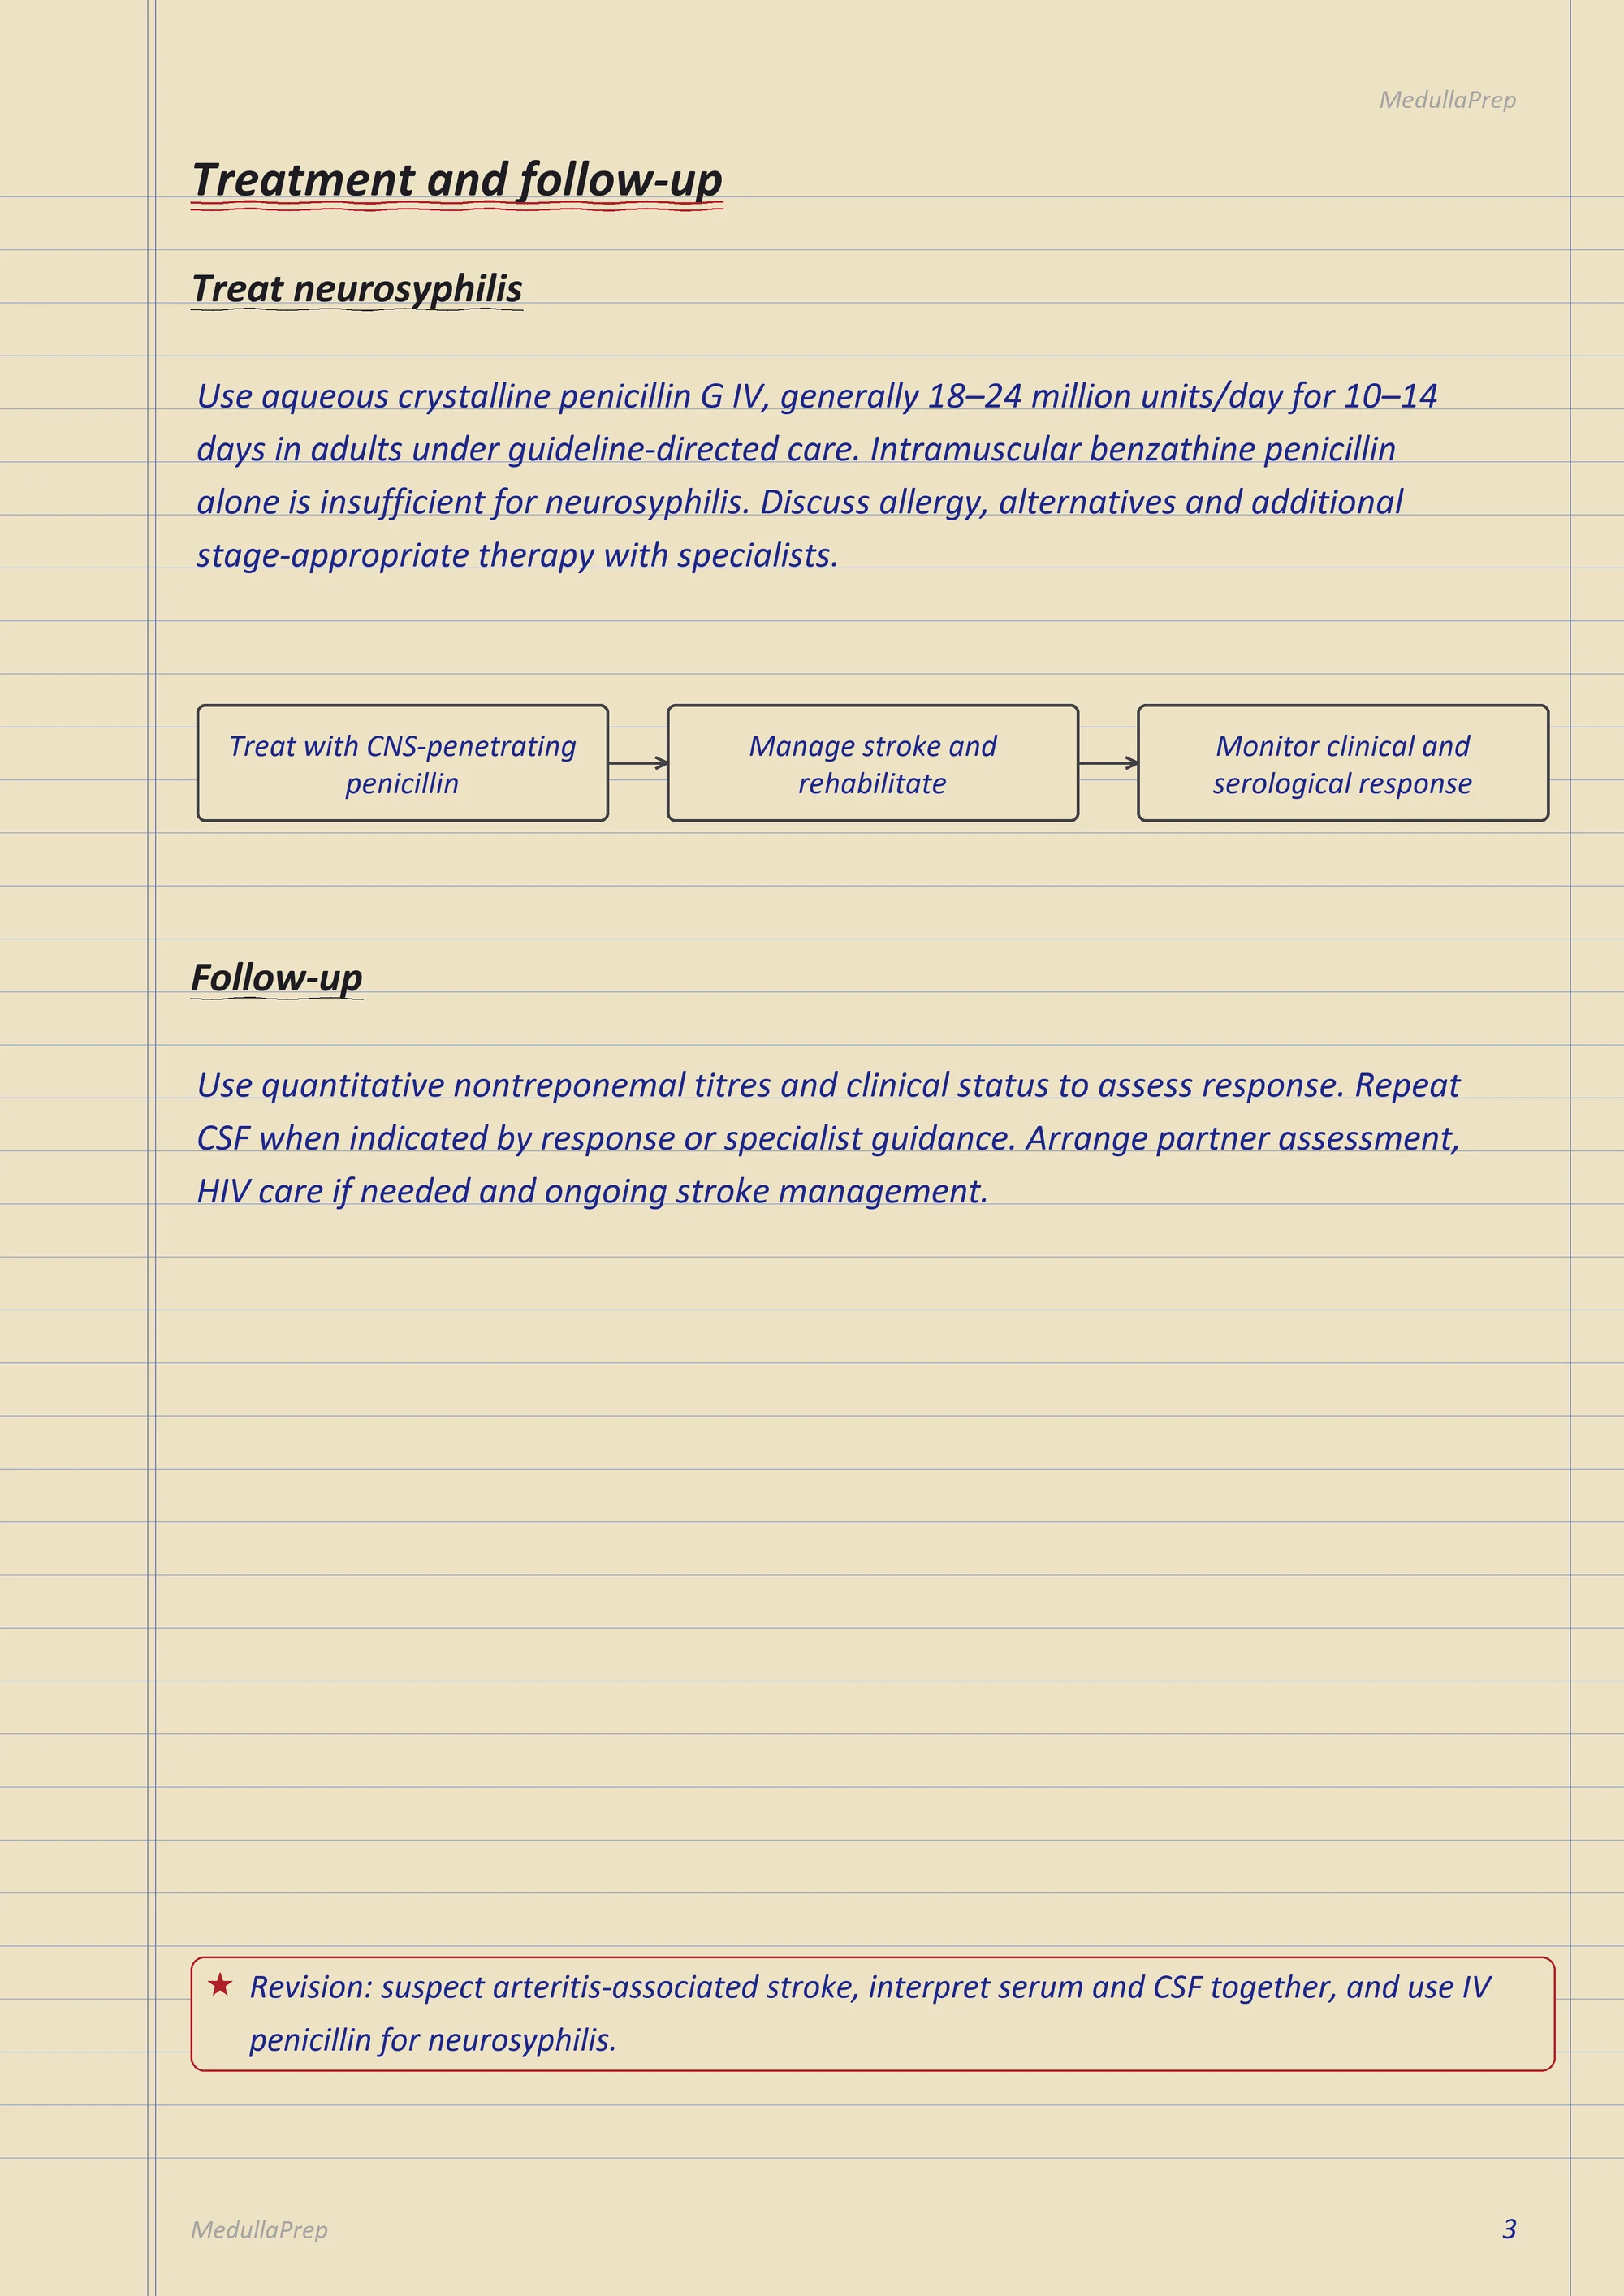 MedullaPrep
Treatment and follow-up
Treat neurosyphilis
Use aqueous crystalline penicillin G IV, generally 18–24 million units/day for 10–14
days in adults under guideline-directed care. Intramuscular benzathine penicillin
alone is insufficient for neurosyphilis. Discuss allergy, alternatives and additional
stage-appropriate therapy with specialists.
Treat with CNS-penetrating
penicillin
Manage stroke and
rehabilitate
Monitor clinical and
serological response
Follow-up
Use quantitative nontreponemal titres and clinical status to assess response. Repeat
CSF when indicated by response or specialist guidance. Arrange partner assessment,
HIV care if needed and ongoing stroke management.
★ Revision: suspect arteritis-associated stroke, interpret serum and CSF together, and use IV
penicillin for neurosyphilis.
MedullaPrep
3